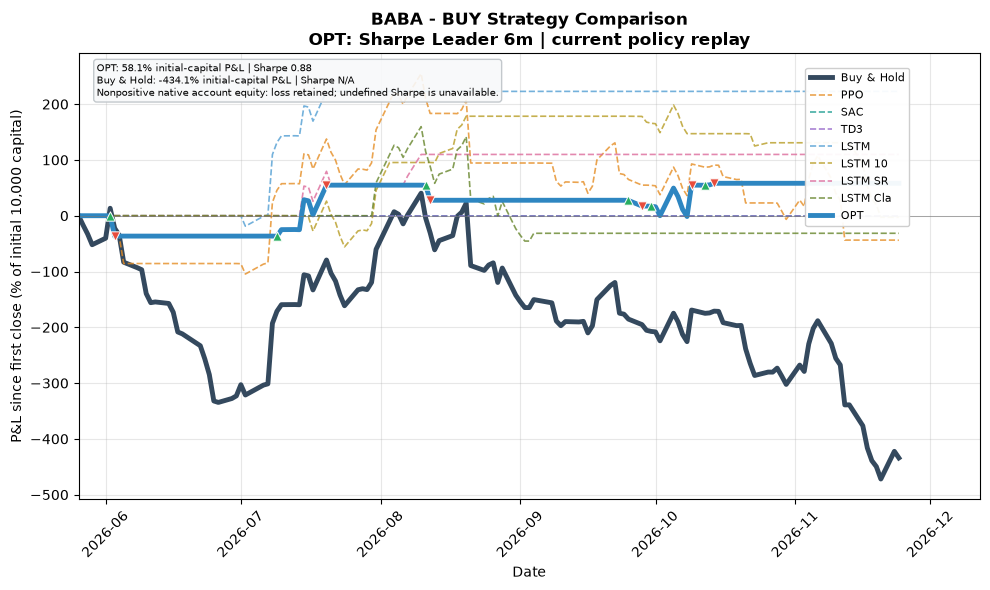 BABA - BUY Strategy Comparison
OPT: Sharpe Leader 6m | current policy replay
OPT: 58.1% initial-capital P&L | Sharpe 0.88
Buy & Hold: -434.1% initial-capital P&L | Sharpe N/A
Nonpositive native account equity: loss retained; undefined Sharpe is unavailable.
Buy & Hold
PPO
SAC
TD3
LSTM
LSTM 10
LSTM SR
LSTM Cla
OPT
P&L since first close (% of initial 10,000 capital)
200
100
0
−100
−200
−300
−400
−500
2026-06
2026-07
2026-08
2026-09
2026-10
2026-11
2026-12
Date